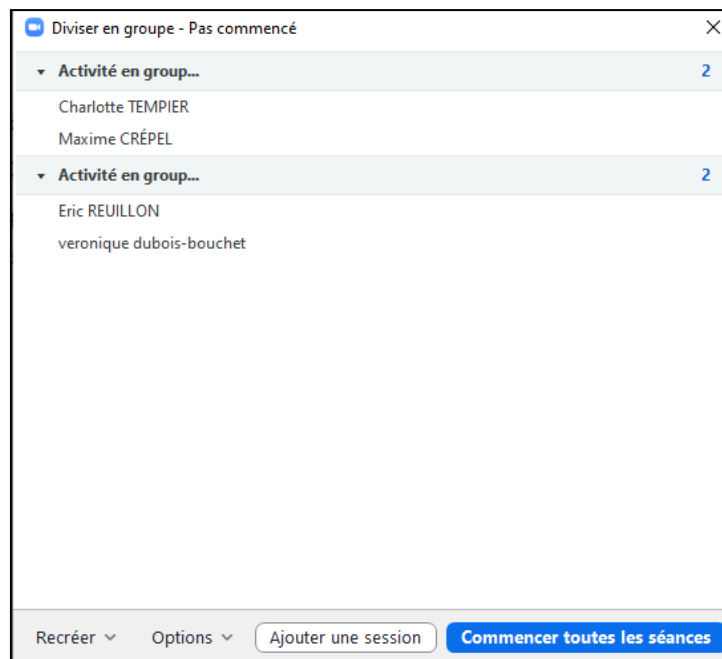 Diviser en groupe - Pas commencé
Activité en group... 2
Charlotte TEMPIER
Maxime CRÉPEL
Activité en group... 2
Eric REUILLON
veronique dubois-bouchet
Recréer Options Ajouter une session Commencer toutes les séances